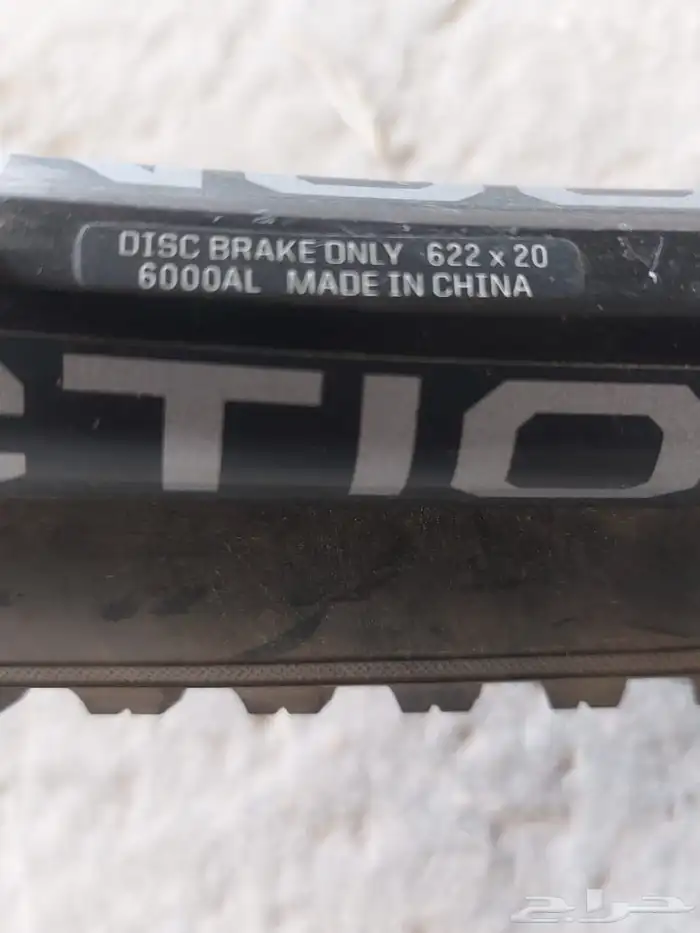 DISC BRAKE ONLY 622 x 20
6000AL MADE IN CHINA
CTIO
حراج